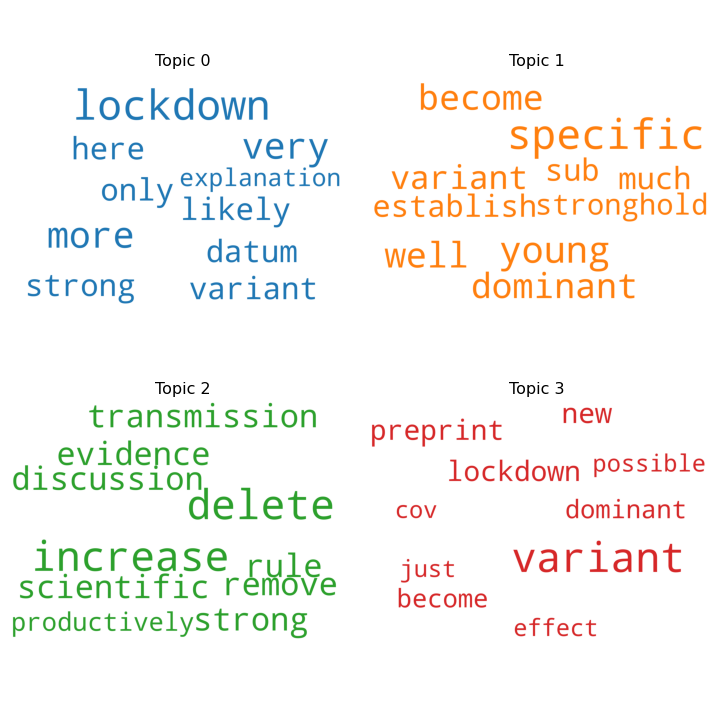 Topic 0
lockdown
here very
only explanation
likely
more datum
strong variant
Topic 1
become
specific
variant sub much
establish stronghold
well young
dominant
Topic 2
transmission
evidence
discussion
delete
increase rule
scientific remove
productively strong
Topic 3
new
preprint
lockdown possible
cov dominant
variant
just
become
effect